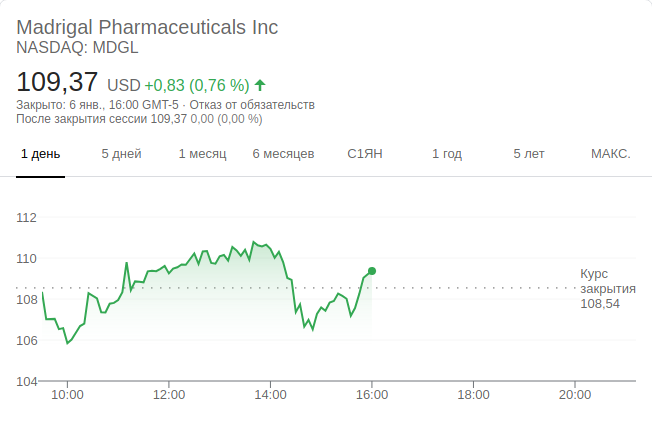 Madrigal Pharmaceuticals Inc
NASDAQ: MDGL
109,37 USD +0,83 (0,76 %)
Закрыто: 6 янв., 16:00 GMT-5 · Отказ от обязательств
После закрытия сессии 109,37 0,00 (0,00 %)
1 день 5 дней 1 месяц 6 месяцев С1ЯН 1 год 5 лет МАКС.
112
110
Курс
закрытия
108,54
108
106
104
10:00 12:00 14:00 16:00 18:00 20:00